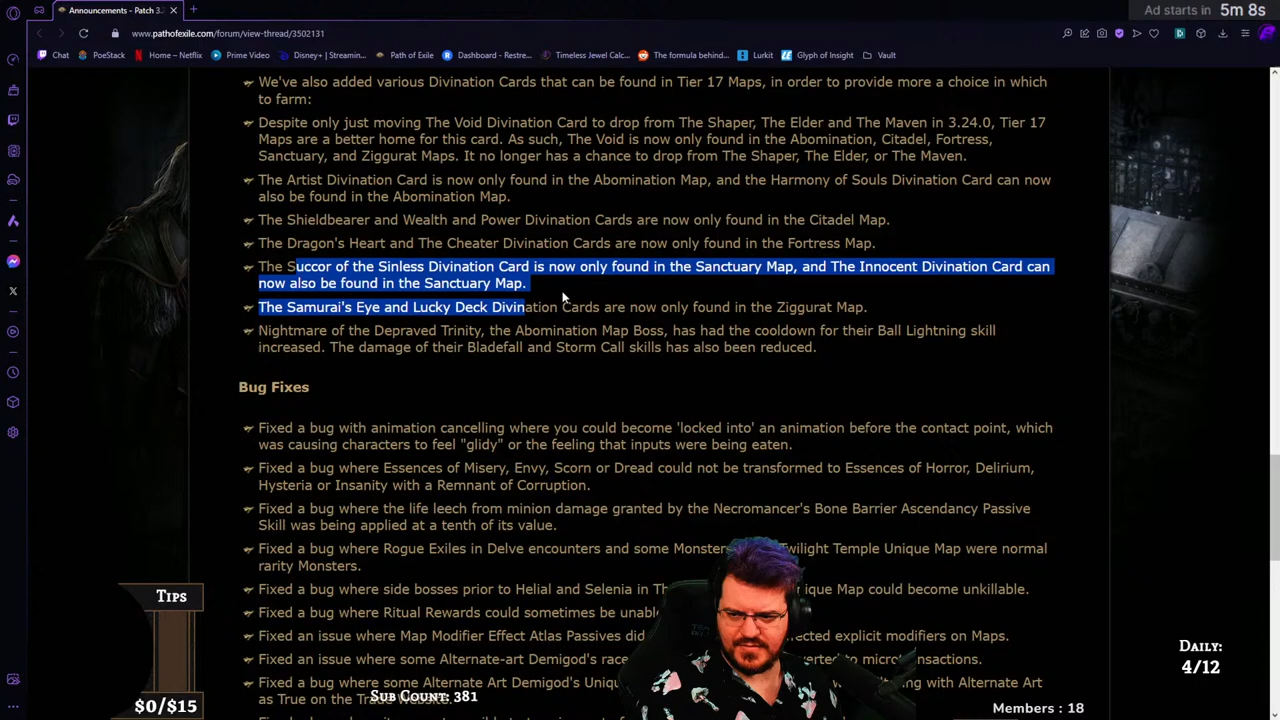 Announcements - Patch 3.2
Ad starts in 5m 8s
www.pathofexile.com/forum/view-thread/3502131
Chat PoeStack Home – Netflix Prime Video Disney+ | Streamin... Path of Exile Dashboard - Restre... Timeless Jewel Calc... The formula behind... Lurkit Glyph of Insight Vault
We've also added various Divination Cards that can be found in Tier 17 Maps, in order to provide more a choice in which
to farm:
Despite only just moving The Void Divination Card to drop from The Shaper, The Elder and The Maven in 3.24.0, Tier 17
Maps are a better home for this card. As such, The Void is now only found in the Abomination, Citadel, Fortress,
Sanctuary, and Ziggurat Maps. It no longer has a chance to drop from The Shaper, The Elder, or The Maven.
The Artist Divination Card is now only found in the Abomination Map, and the Harmony of Souls Divination Card can now
also be found in the Abomination Map.
The Shieldbearer and Wealth and Power Divination Cards are now only found in the Citadel Map.
The Dragon's Heart and The Cheater Divination Cards are now only found in the Fortress Map.
The Succor of the Sinless Divination Card is now only found in the Sanctuary Map, and The Innocent Divination Card can
now also be found in the Sanctuary Map.
The Samurai's Eye and Lucky Deck Divination Cards are now only found in the Ziggurat Map.
Nightmare of the Depraved Trinity, the Abomination Map Boss, has had the cooldown for their Ball Lightning skill
increased. The damage of their Bladefall and Storm Call skills has also been reduced.
Bug Fixes
Fixed a bug with animation cancelling where you could become 'locked into' an animation before the contact point, which
was causing characters to feel "glidy" or the feeling that inputs were being eaten.
Fixed a bug where Essences of Misery, Envy, Scorn or Dread could not be transformed to Essences of Horror, Delirium,
Hysteria or Insanity with a Remnant of Corruption.
Fixed a bug where the life leech from minion damage granted by the Necromancer's Bone Barrier Ascendancy Passive
Skill was being applied at a tenth of its value.
Fixed a bug where Rogue Exiles in Delve encounters and some Monsters Twilight Temple Unique Map were normal
rarity Monsters.
Fixed a bug where side bosses prior to Helial and Selenia in Th ique Map could become unkillable.
Fixed a bug where Ritual Rewards could sometimes be unabl
Fixed an issue where Map Modifier Effect Atlas Passives did fected explicit modifiers on Maps.
Fixed an issue where some Alternate-art Demigod's race verted to microtransactions.
Fixed a bug where some Alternate Art Demigod's Uniqu with Alternate Art
as True on the Trade Website.
Tips
$0/$15
Sub Count: 381
Daily:
4/12
Members : 18